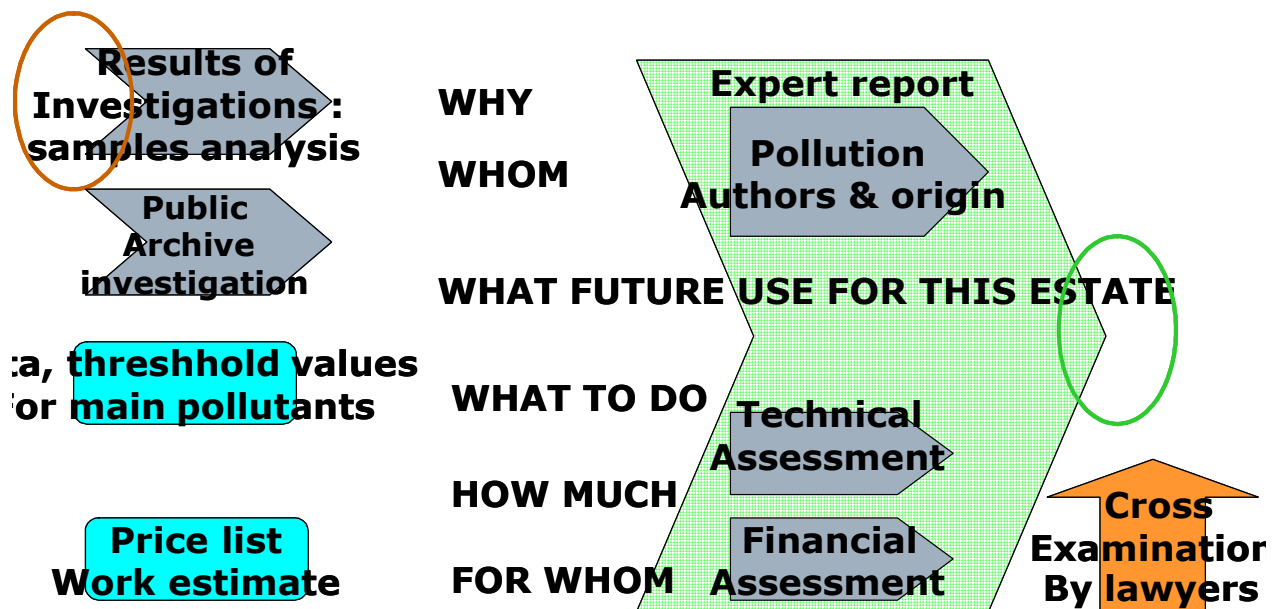 Results of
Investigations :
samples analysis
Public
Archive
investigation
threshhold values
main pollutants
Price list
Work estimate
WHY
WHOM
WHAT FUTURE USE FOR THIS ESTATE
WHAT TO DO
HOW MUCH
FOR WHOM
Expert report
Pollution
Authors & origin
Technical
Assessment
Financial
Assessment
Cross
Examination
By lawyers